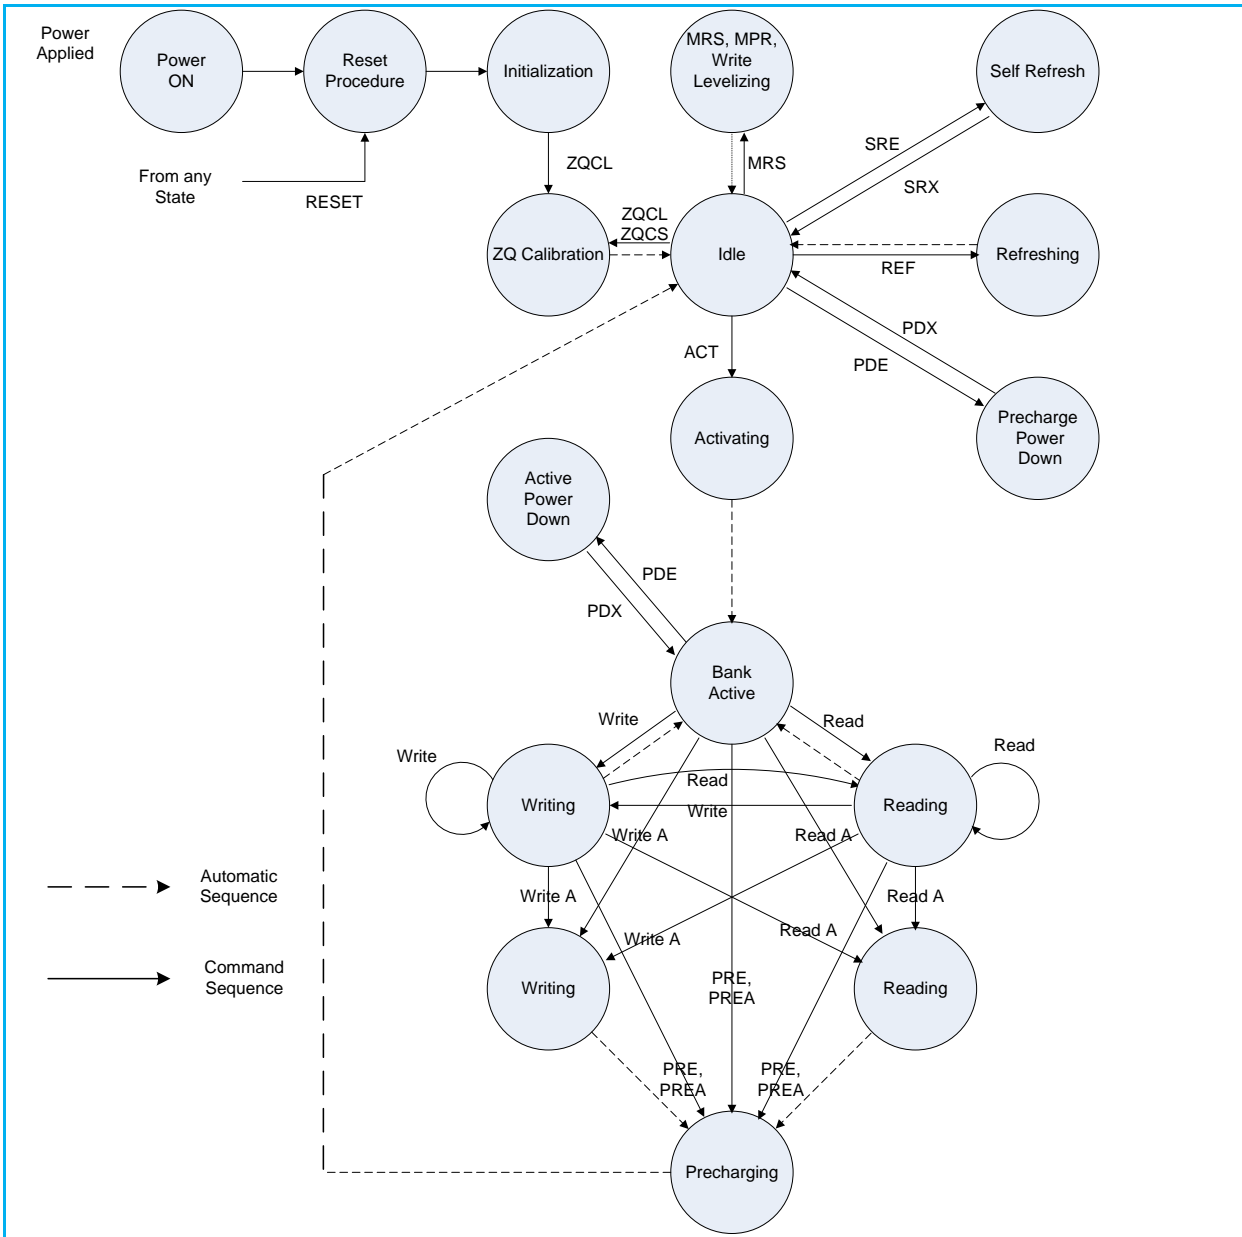 Power
Applied
Power
ON
Reset
Procedure
Initialization
MRS, MPR,
Write
Levelizing
Self Refresh
From any
State
RESET
ZQCL
MRS
SRE
SRX
ZQCL
ZQCS
ZQ Calibration
Idle
REF
Refreshing
ACT
PDX
PDE
Activating
Precharge
Power
Down
Active
Power
Down
PDE
PDX
Bank
Active
Write
Read
Write
Read
Writing
Read
Write
Reading
Write A
Read A
Automatic
Sequence
Write A
Read A
Write A
Read A
Command
Sequence
Writing
PRE,
PREA
Reading
PRE,
PREA
PRE,
PREA
Precharging